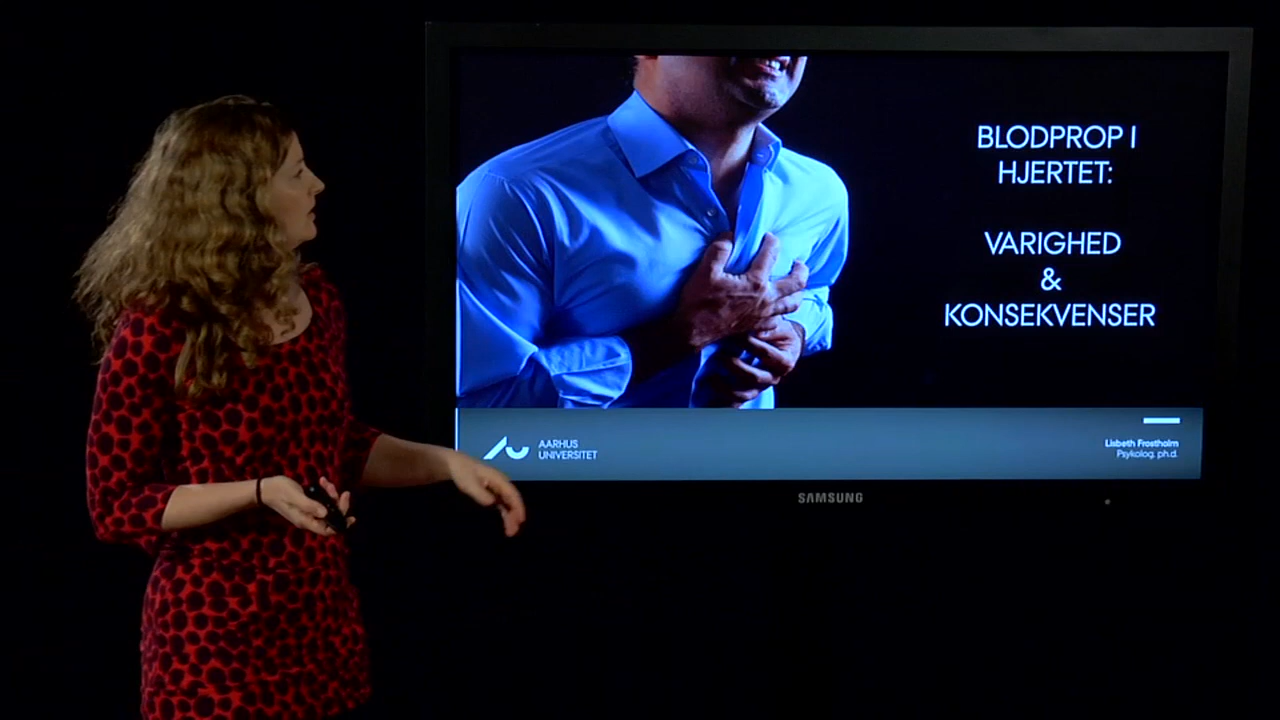 BLODPROP I
HJERTET:
VARIGHED
&
KONSEKVENSER
AARHUS
UNIVERSITET
Lisbeth Frostholm
Psykolog, ph.d.
SAMSUNG